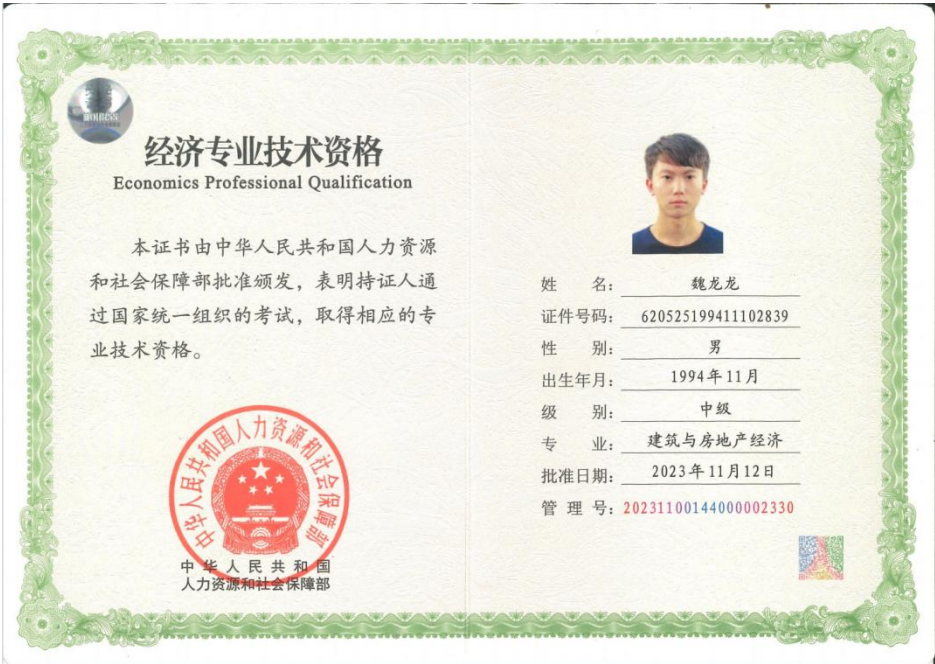 经济专业技术资格
Economics Professional Qualification
本证书由中华人民共和国人力资源
和社会保障部批准颁发，表明持证人通
过国家统一组织的考试，取得相应的专
业技术资格。
中华人民共和国人力资源和社会保障部
中华人民共和国
人力资源和社会保障部
姓 名： 魏龙龙
证件号码： 620525199411102839
性 别： 男
出生年月： 1994年11月
级 别： 中级
专 业： 建筑与房地产经济
批准日期： 2023年11月12日
管 理 号： 20231100144000002330